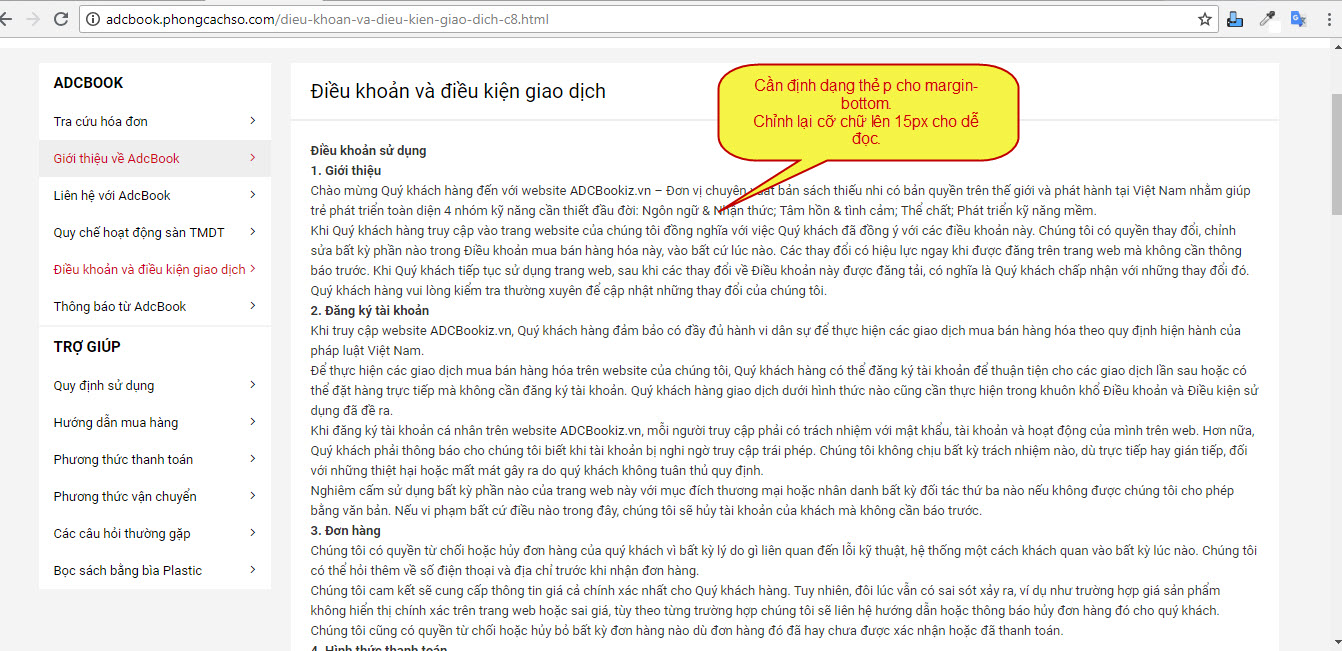 adcbook.phongcachso.com/dieu-khoan-va-dieu-kien-giao-dich-c8.html
ADCBOOK
Tra cứu hóa đơn
Giới thiệu về AdcBook
Liên hệ với AdcBook
Quy chế hoạt động sàn TMDT
Điều khoản và điều kiện giao dịch
Thông báo từ AdcBook
TRỢ GIÚP
Quy định sử dụng
Hướng dẫn mua hàng
Phương thức thanh toán
Phương thức vận chuyển
Các câu hỏi thường gặp
Bọc sách bằng bìa Plastic
Điều khoản và điều kiện giao dịch
Cần định dạng thẻ p cho margin-
bottom.
Chỉnh lại cỡ chữ lên 15px cho dễ
đọc.
Điều khoản sử dụng
1. Giới thiệu
Chào mừng Quý khách hàng đến với website ADCBookiz.vn – Đơn vị chuyên xuất bản sách thiếu nhi có bản quyền trên thế giới và phát hành tại Việt Nam nhằm giúp
trẻ phát triển toàn diện 4 nhóm kỹ năng cần thiết đầu đời: Ngôn ngữ & Nhận thức; Tâm hồn & tình cảm; Thể chất; Phát triển kỹ năng mềm.
Khi Quý khách hàng truy cập vào trang website của chúng tôi đồng nghĩa với việc Quý khách đã đồng ý với các điều khoản này. Chúng tôi có quyền thay đổi, chỉnh
sửa bất kỳ phần nào trong Điều khoản mua bán hàng hóa này, vào bất cứ lúc nào. Các thay đổi có hiệu lực ngay khi được đăng trên trang web mà không cần thông
báo trước. Khi Quý khách tiếp tục sử dụng trang web, sau khi các thay đổi về Điều khoản này được đăng tải, có nghĩa là Quý khách chấp nhận với những thay đổi đó.
Quý khách hàng vui lòng kiểm tra thường xuyên để cập nhật những thay đổi của chúng tôi.
2. Đăng ký tài khoản
Khi truy cập website ADCBookiz.vn, Quý khách hàng đảm bảo có đầy đủ hành vi dân sự để thực hiện các giao dịch mua bán hàng hóa theo quy định hiện hành của
pháp luật Việt Nam.
Để thực hiện các giao dịch mua bán hàng hóa trên website của chúng tôi, Quý khách hàng có thể đăng ký tài khoản để thuận tiện cho các giao dịch lần sau hoặc có
thể đặt hàng trực tiếp mà không cần đăng ký tài khoản. Quý khách hàng giao dịch dưới hình thức nào cũng cần thực hiện trong khuôn khổ Điều khoản và Điều kiện sử
dụng đã đề ra.
Khi đăng ký tài khoản cá nhân trên website ADCBookiz.vn, mỗi người truy cập phải có trách nhiệm với mật khẩu, tài khoản và hoạt động của mình trên web. Hơn nữa,
Quý khách phải thông báo cho chúng tôi biết khi tài khoản bị nghi ngờ truy cập trái phép. Chúng tôi không chịu bất kỳ trách nhiệm nào, dù trực tiếp hay gián tiếp, đối
với những thiệt hại hoặc mất mát gây ra do quý khách không tuân thủ quy định.
Nghiêm cấm sử dụng bất kỳ phần nào của trang web này với mục đích thương mại hoặc nhân danh bất kỳ đối tác thứ ba nào nếu không được chúng tôi cho phép
bằng văn bản. Nếu vi phạm bất cứ điều nào trong đây, chúng tôi sẽ hủy tài khoản của khách mà không cần báo trước.
3. Đơn hàng
Chúng tôi có quyền từ chối hoặc hủy đơn hàng của quý khách vì bất kỳ lý do gì liên quan đến lỗi kỹ thuật, hệ thống một cách khách quan vào bất kỳ lúc nào. Chúng tôi
có thể hỏi thêm về số điện thoại và địa chỉ trước khi nhận đơn hàng.
Chúng tôi cam kết sẽ cung cấp thông tin giá cả chính xác nhất cho Quý khách hàng. Tuy nhiên, đôi lúc vẫn có sai sót xảy ra, ví dụ như trường hợp giá sản phẩm
không hiển thị chính xác trên trang web hoặc sai giá, tùy theo từng trường hợp chúng tôi sẽ liên hệ hướng dẫn hoặc thông báo hủy đơn hàng đó cho quý khách.
Chúng tôi cũng có quyền từ chối hoặc hủy bỏ bất kỳ đơn hàng nào dù đơn hàng đó đã hay chưa được xác nhận hoặc đã thanh toán.
4. Hình thức thanh toán